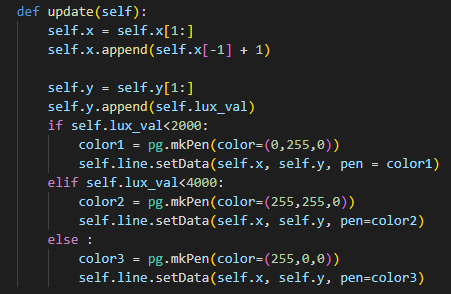 def update(self):
    self.x = self.x[1:]
    self.x.append(self.x[-1] + 1)

    self.y = self.y[1:]
    self.y.append(self.lux_val)
    if self.lux_val<2000:
        color1 = pg.mkPen(color=(0,255,0))
        self.line.setData(self.x, self.y, pen = color1)
    elif self.lux_val<4000:
        color2 = pg.mkPen(color=(255,255,0))
        self.line.setData(self.x, self.y, pen=color2)
    else :
        color3 = pg.mkPen(color=(255,0,0))
        self.line.setData(self.x, self.y, pen=color3)